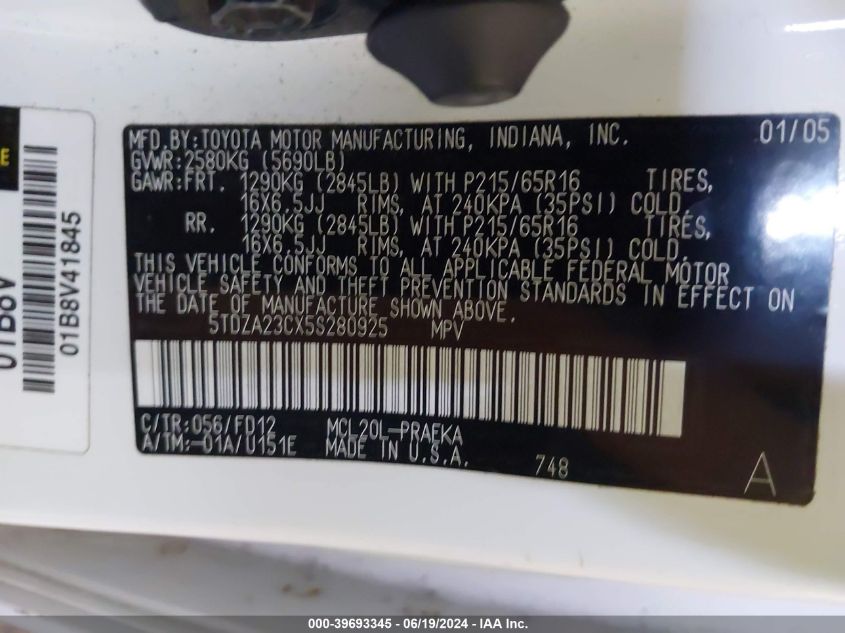 MFD.BY:TOYOTA MOTOR MANUFACTURING, INDIANA, INC. 01/05
GVWR:2580KG (5690LB)
GAWR:FRT. 1290KG (2845LB) WITH P215/65R16 TIRES,
16X6.5JJ RIMS, AT 240KPA (35PSI) COLD.
RR. 1290KG (2845LB) WITH P215/65R16 TIRES,
16X6.5JJ RIMS, AT 240KPA (35PSI) COLD.
THIS VEHICLE CONFORMS TO ALL APPLICABLE FEDERAL MOTOR
VEHICLE SAFETY AND THEFT PREVENTION STANDARDS IN EFFECT ON
THE DATE OF MANUFACTURE SHOWN ABOVE.
5TDZA23CX5S280925 MPV
C/TR:056/FD12 MCL20L-PRAEKA
A/TM:-01A/U151E MADE IN U.S.A. 748 A
E
01B8V
01B8V41845
000-39693345 - 06/19/2024 - IAA Inc.